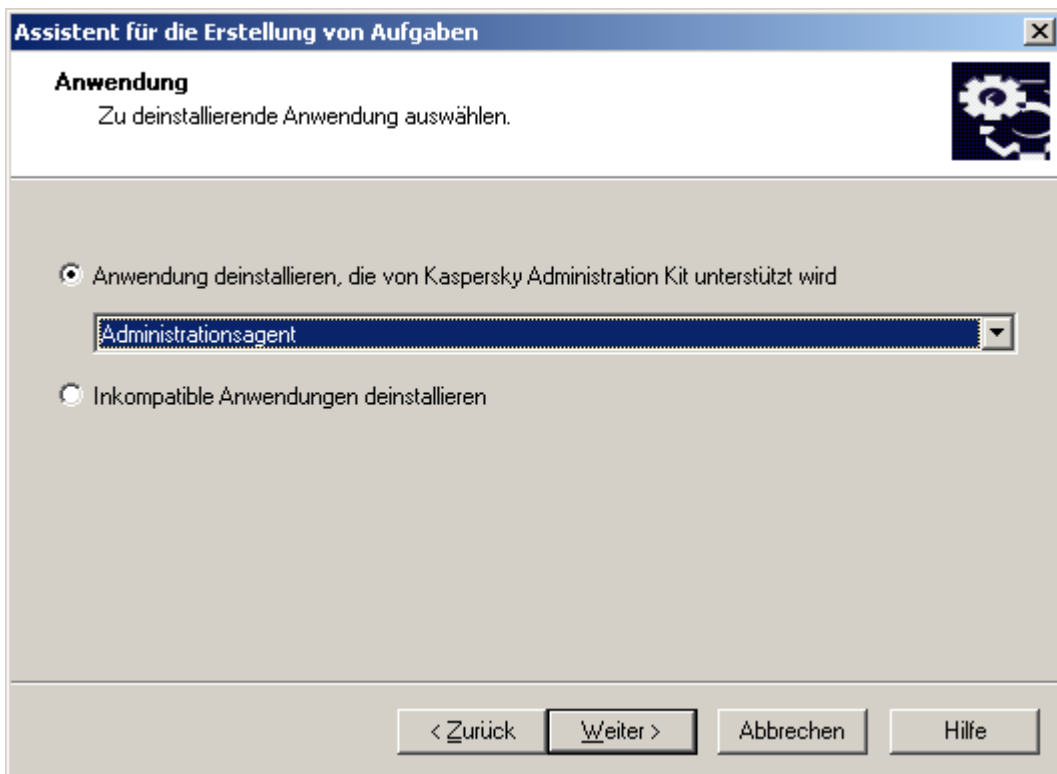 Assistent für die Erstellung von Aufgaben
Anwendung
Zu deinstallierende Anwendung auswählen.
Anwendung deinstallieren, die von Kaspersky Administration Kit unterstützt wird
Administrationsagent
Inkompatible Anwendungen deinstallieren
< Zurück Weiter > Abbrechen Hilfe